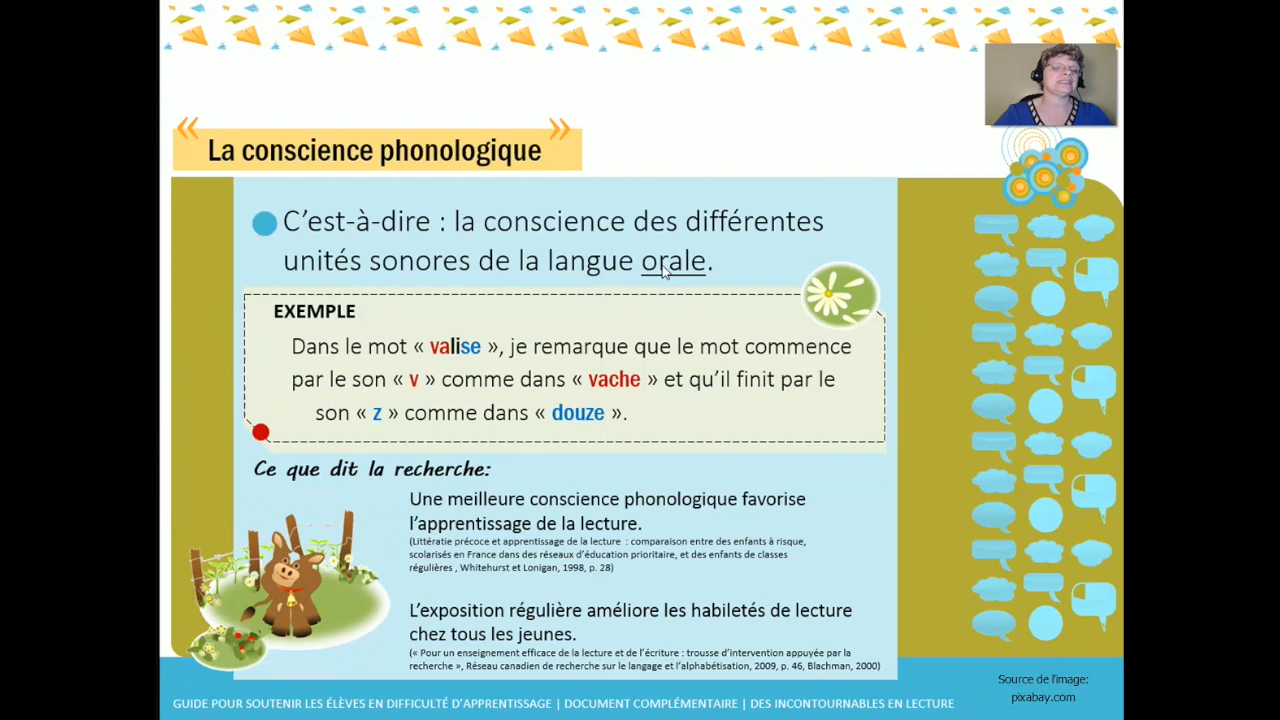 « »
La conscience phonologique
C’est-à-dire : la conscience des différentes
unités sonores de la langue orale.
EXEMPLE
Dans le mot « valise », je remarque que le mot commence
par le son « v » comme dans « vache » et qu’il finit par le
son « z » comme dans « douze ».
Ce que dit la recherche:
Une meilleure conscience phonologique favorise
l’apprentissage de la lecture.
(Littératie précoce et apprentissage de la lecture : comparaison entre des enfants à risque,
scolarisés en France dans des réseaux d’éducation prioritaire, et des enfants de classes
régulières , Whitehurst et Lonigan, 1998, p. 28)
L’exposition régulière améliore les habiletés de lecture
chez tous les jeunes.
(« Pour un enseignement efficace de la lecture et de l’écriture : trousse d’intervention appuyée par la
recherche », Réseau canadien de recherche sur le langage et l’alphabétisation, 2009, p. 46, Blachman, 2000)
Source de l’image:
pixabay.com
GUIDE POUR SOUTENIR LES ÉLÈVES EN DIFFICULTÉ D’APPRENTISSAGE | DOCUMENT COMPLÉMENTAIRE | DES INCONTOURNABLES EN LECTURE